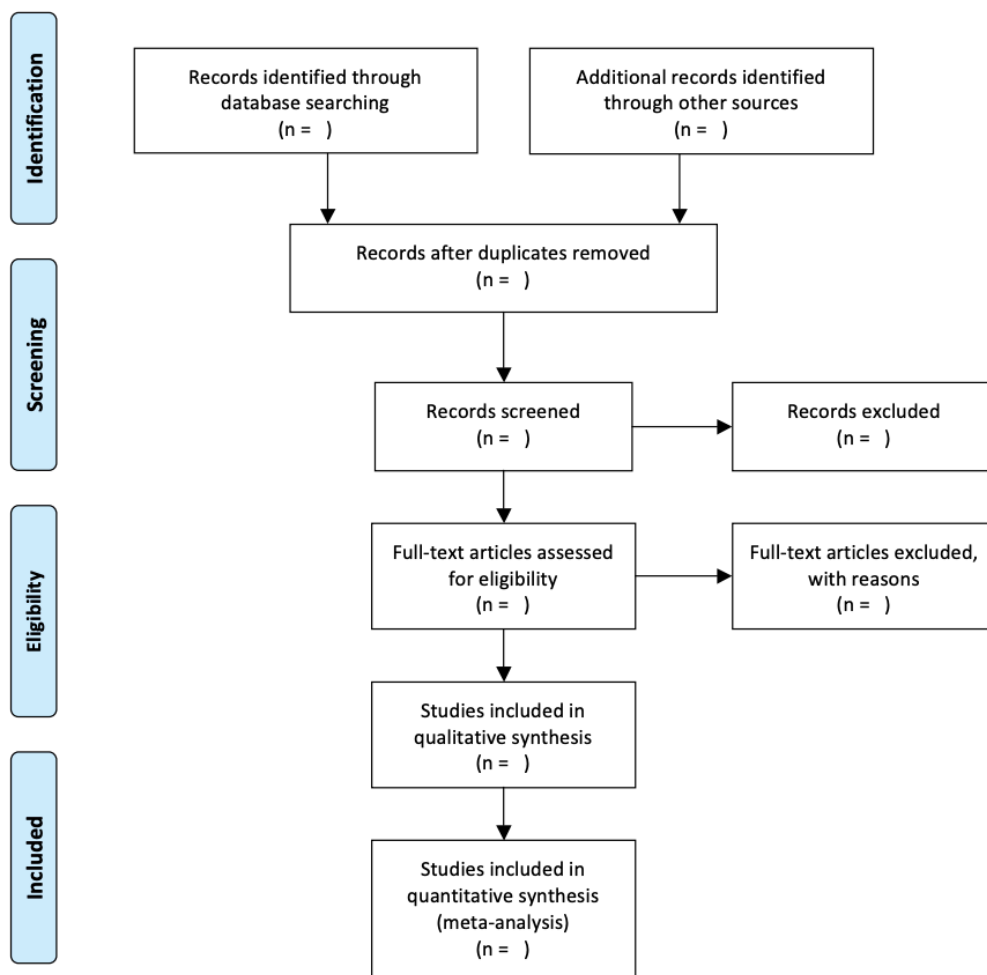 Identification
Records identified through
database searching
(n =   )
Additional records identified
through other sources
(n =   )
Records after duplicates removed
(n =   )
Screening
Records screened
(n =   )
Records excluded
(n =   )
Eligibility
Full-text articles assessed
for eligibility
(n =   )
Full-text articles excluded,
with reasons
(n =   )
Studies included in
qualitative synthesis
(n =   )
Included
Studies included in
quantitative synthesis
(meta-analysis)
(n =   )